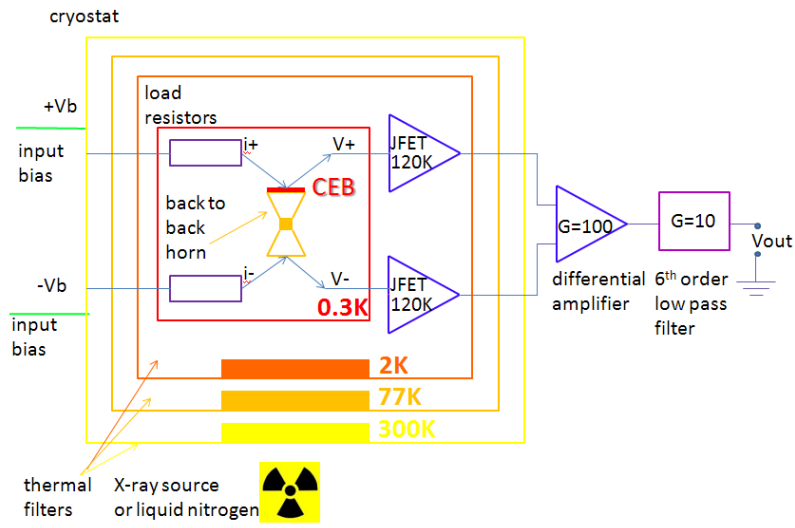 cryostat
+Vb
input
bias
-Vb
input
bias
load
resistors
i+
V+
CEB
back to
back
horn
i-
V-
0.3K
JFET
120K
JFET
120K
2K
77K
300K
G=100
differential
amplifier
G=10
6th order
low pass
filter
Vout
thermal
filters
X-ray source
or liquid nitrogen